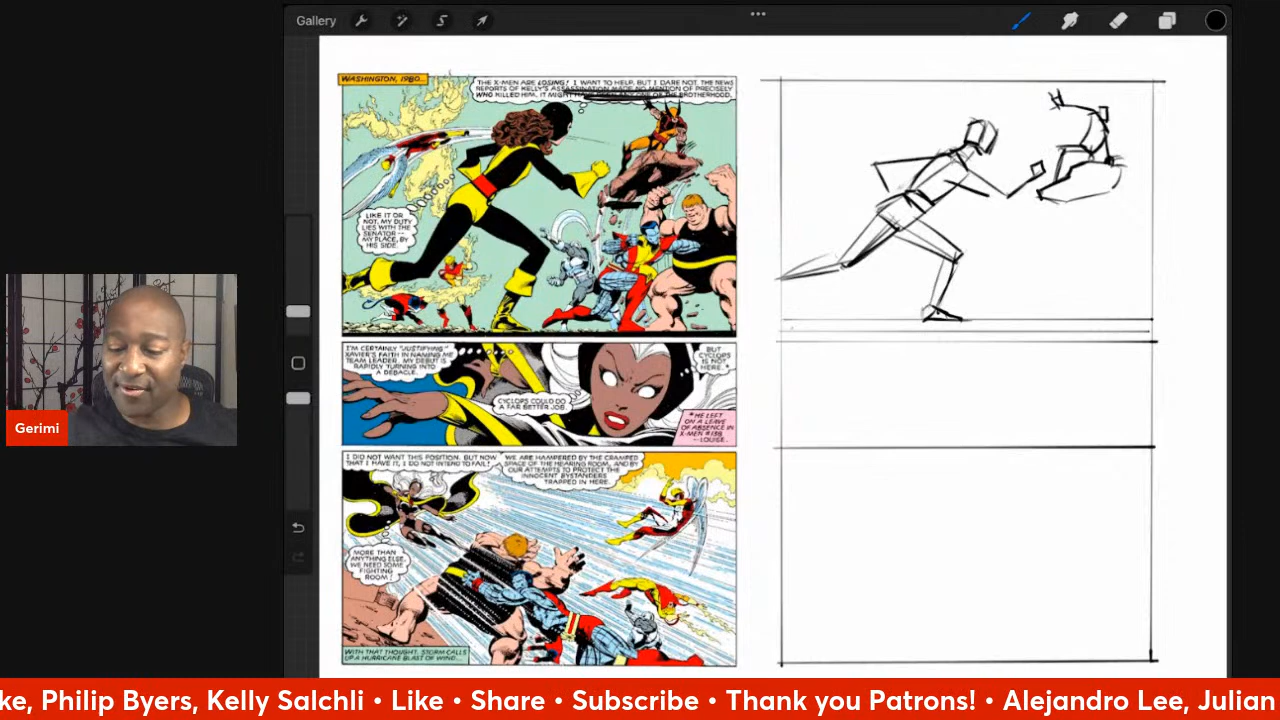 Gallery
WASHINGTON, 1980...
THE X-MEN ARE LOSING! I WANT TO HELP, BUT I DARE NOT. THE NEWS
REPORTS OF KELLY'S ASSASSINATION MADE NO MENTION OF PRECISELY
WHO KILLED HIM. IT MIGHT HAVE BEEN ANY ONE OF THE BROTHERHOOD.
LIKE IT OR
NOT, MY DUTY
LIES WITH THE
SENATOR --
MY PLACE, BY
HIS SIDE.
I'M CERTAINLY "JUSTIFYING"
XAVIER'S FAITH IN NAMING ME
TEAM LEADER. MY DEBUT IS
RAPIDLY TURNING INTO
A DEBACLE.
BUT
CYCLOPS
IS NOT
HERE.*
CYCLOPS COULD DO
A FAR BETTER JOB.
*HE LEFT
ON A LEAVE
OF ABSENCE IN
X-MEN #138
--LOUISE.
I DID NOT WANT THIS POSITION. BUT NOW
THAT I HAVE IT, I DO NOT INTEND TO FAIL!
WE ARE HAMPERED BY THE CRAMPED
SPACE OF THE HEARING ROOM, AND BY
OUR ATTEMPTS TO PROTECT THE
INNOCENT BYSTANDERS
TRAPPED IN HERE.
MORE THAN
ANYTHING ELSE,
WE NEED SOME
FIGHTING
ROOM!
WITH THAT THOUGHT, STORM CALLS
UP A HURRICANE BLAST OF WIND...
Gerimi
ke, Philip Byers, Kelly Salchli • Like • Share • Subscribe • Thank you Patrons! • Alejandro Lee, Julian